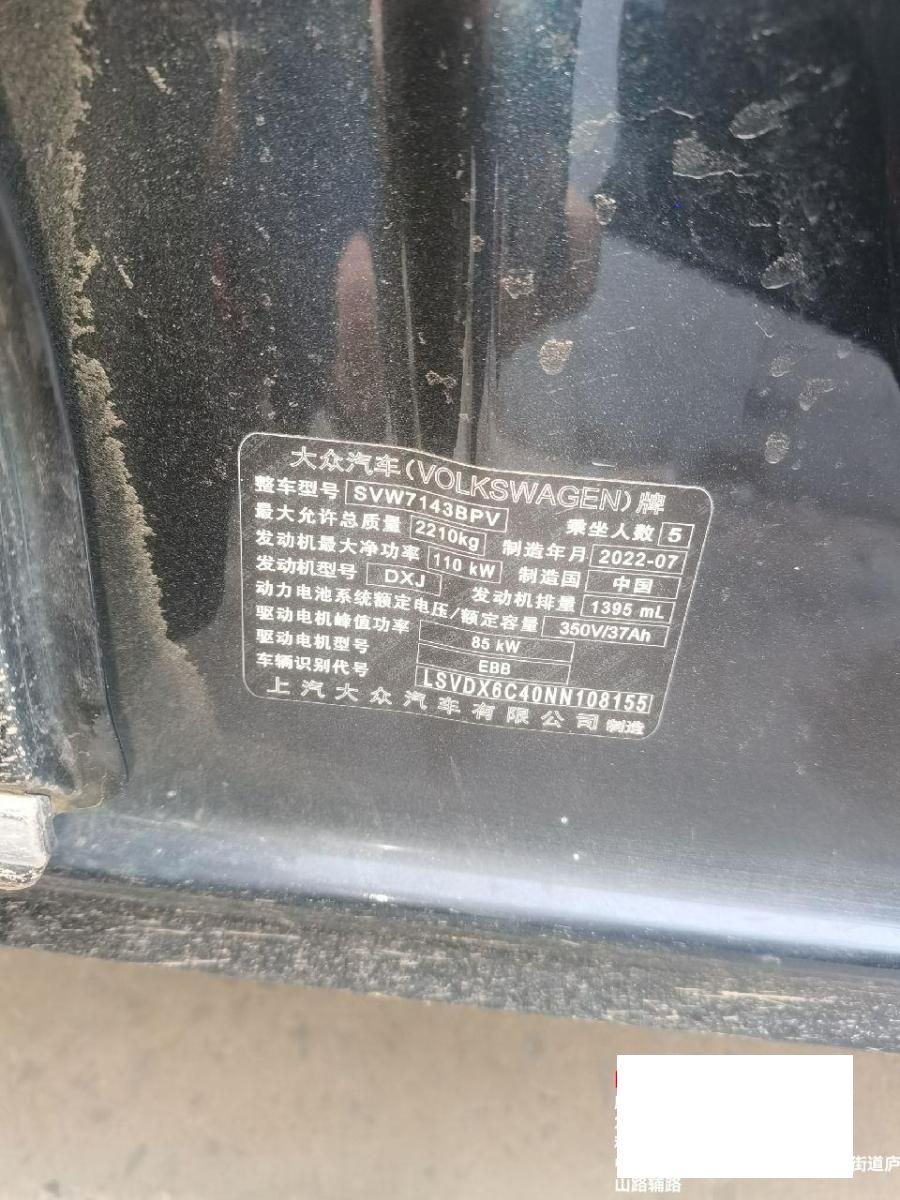 大众汽车(VOLKSWAGEN)牌
整车型号 SVW7143BPV 乘坐人数 5
最大允许总质量 2210kg 制造年月 2022-07
发动机最大净功率 110 kW 制造国 中国
发动机型号 DXJ 发动机排量 1395 mL
动力电池系统额定电压/额定容量 350V/37Ah
驱动电机峰值功率 85 kW
驱动电机型号 EBB
车辆识别代号 LSVDX6C40NN108155
上汽大众汽车有限公司 制造
街道庐
山路辅路